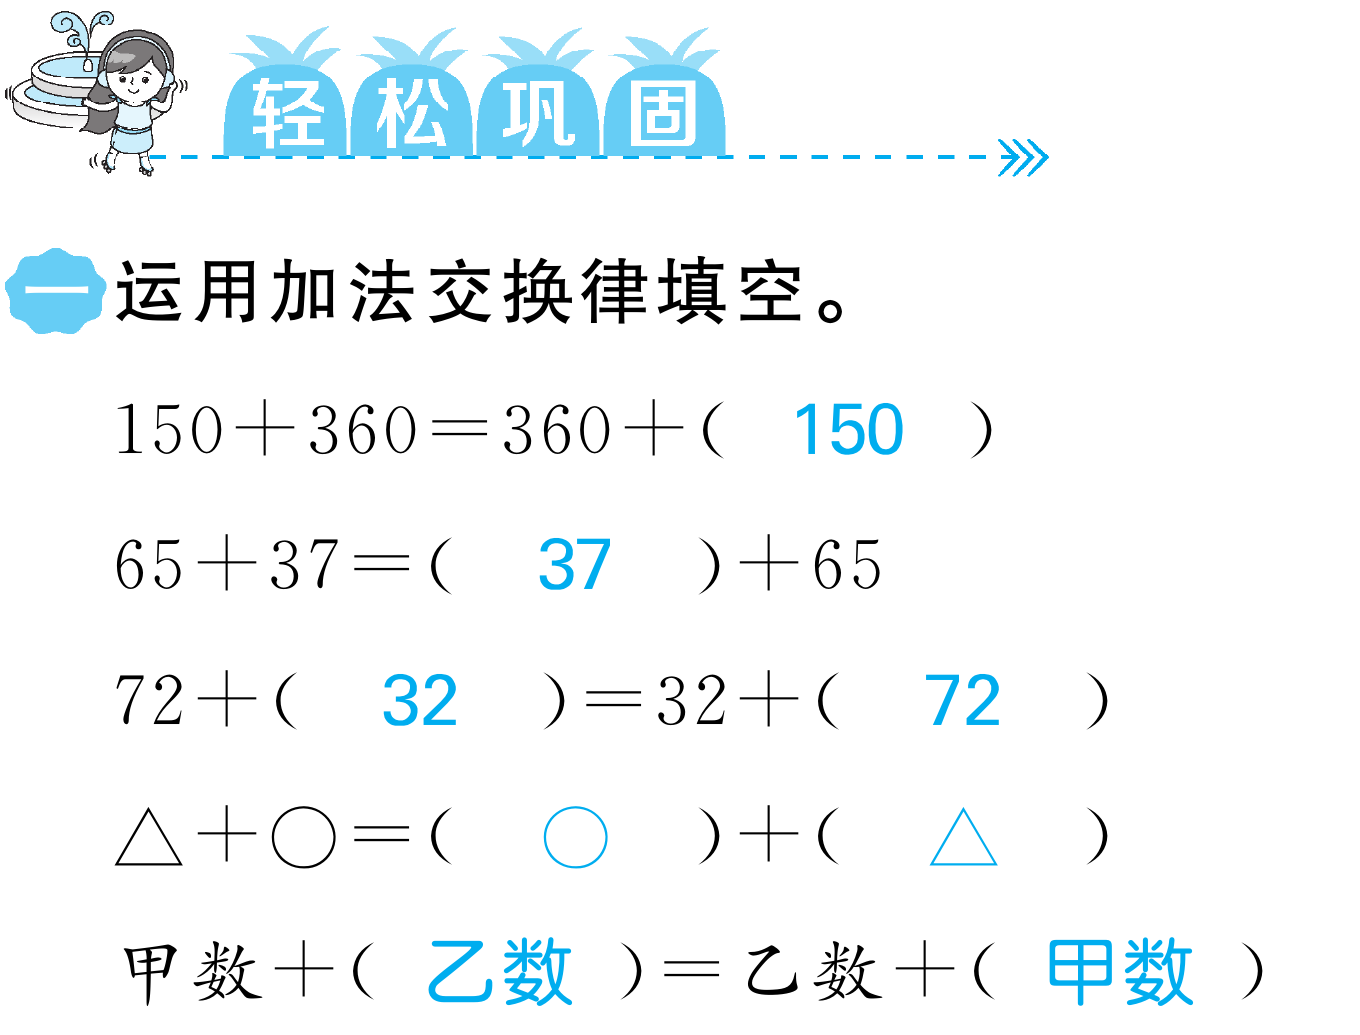 轻松巩固
一 运用加法交换律填空。
150+360=360+( 150 )
65+37=( 37 )+65
72+( 32 )=32+( 72 )
△+○=( ○ )+( △ )
甲数+( 乙数 )=乙数+( 甲数 )